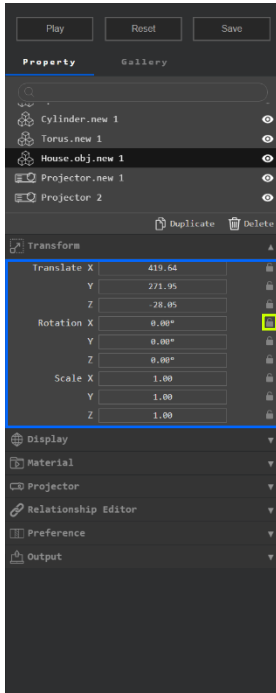 Play Reset Save
Property Gallery
Cylinder.new 1
Torus.new 1
House.obj.new 1
Projector.new 1
Projector 2
Duplicate Delete
Transform
Translate X 419.64
Y 271.95
Z -28.05
Rotation X 0.00°
Y 0.00°
Z 0.00°
Scale X 1.00
Y 1.00
Z 1.00
Display
Material
Projector
Relationship Editor
Preference
Output